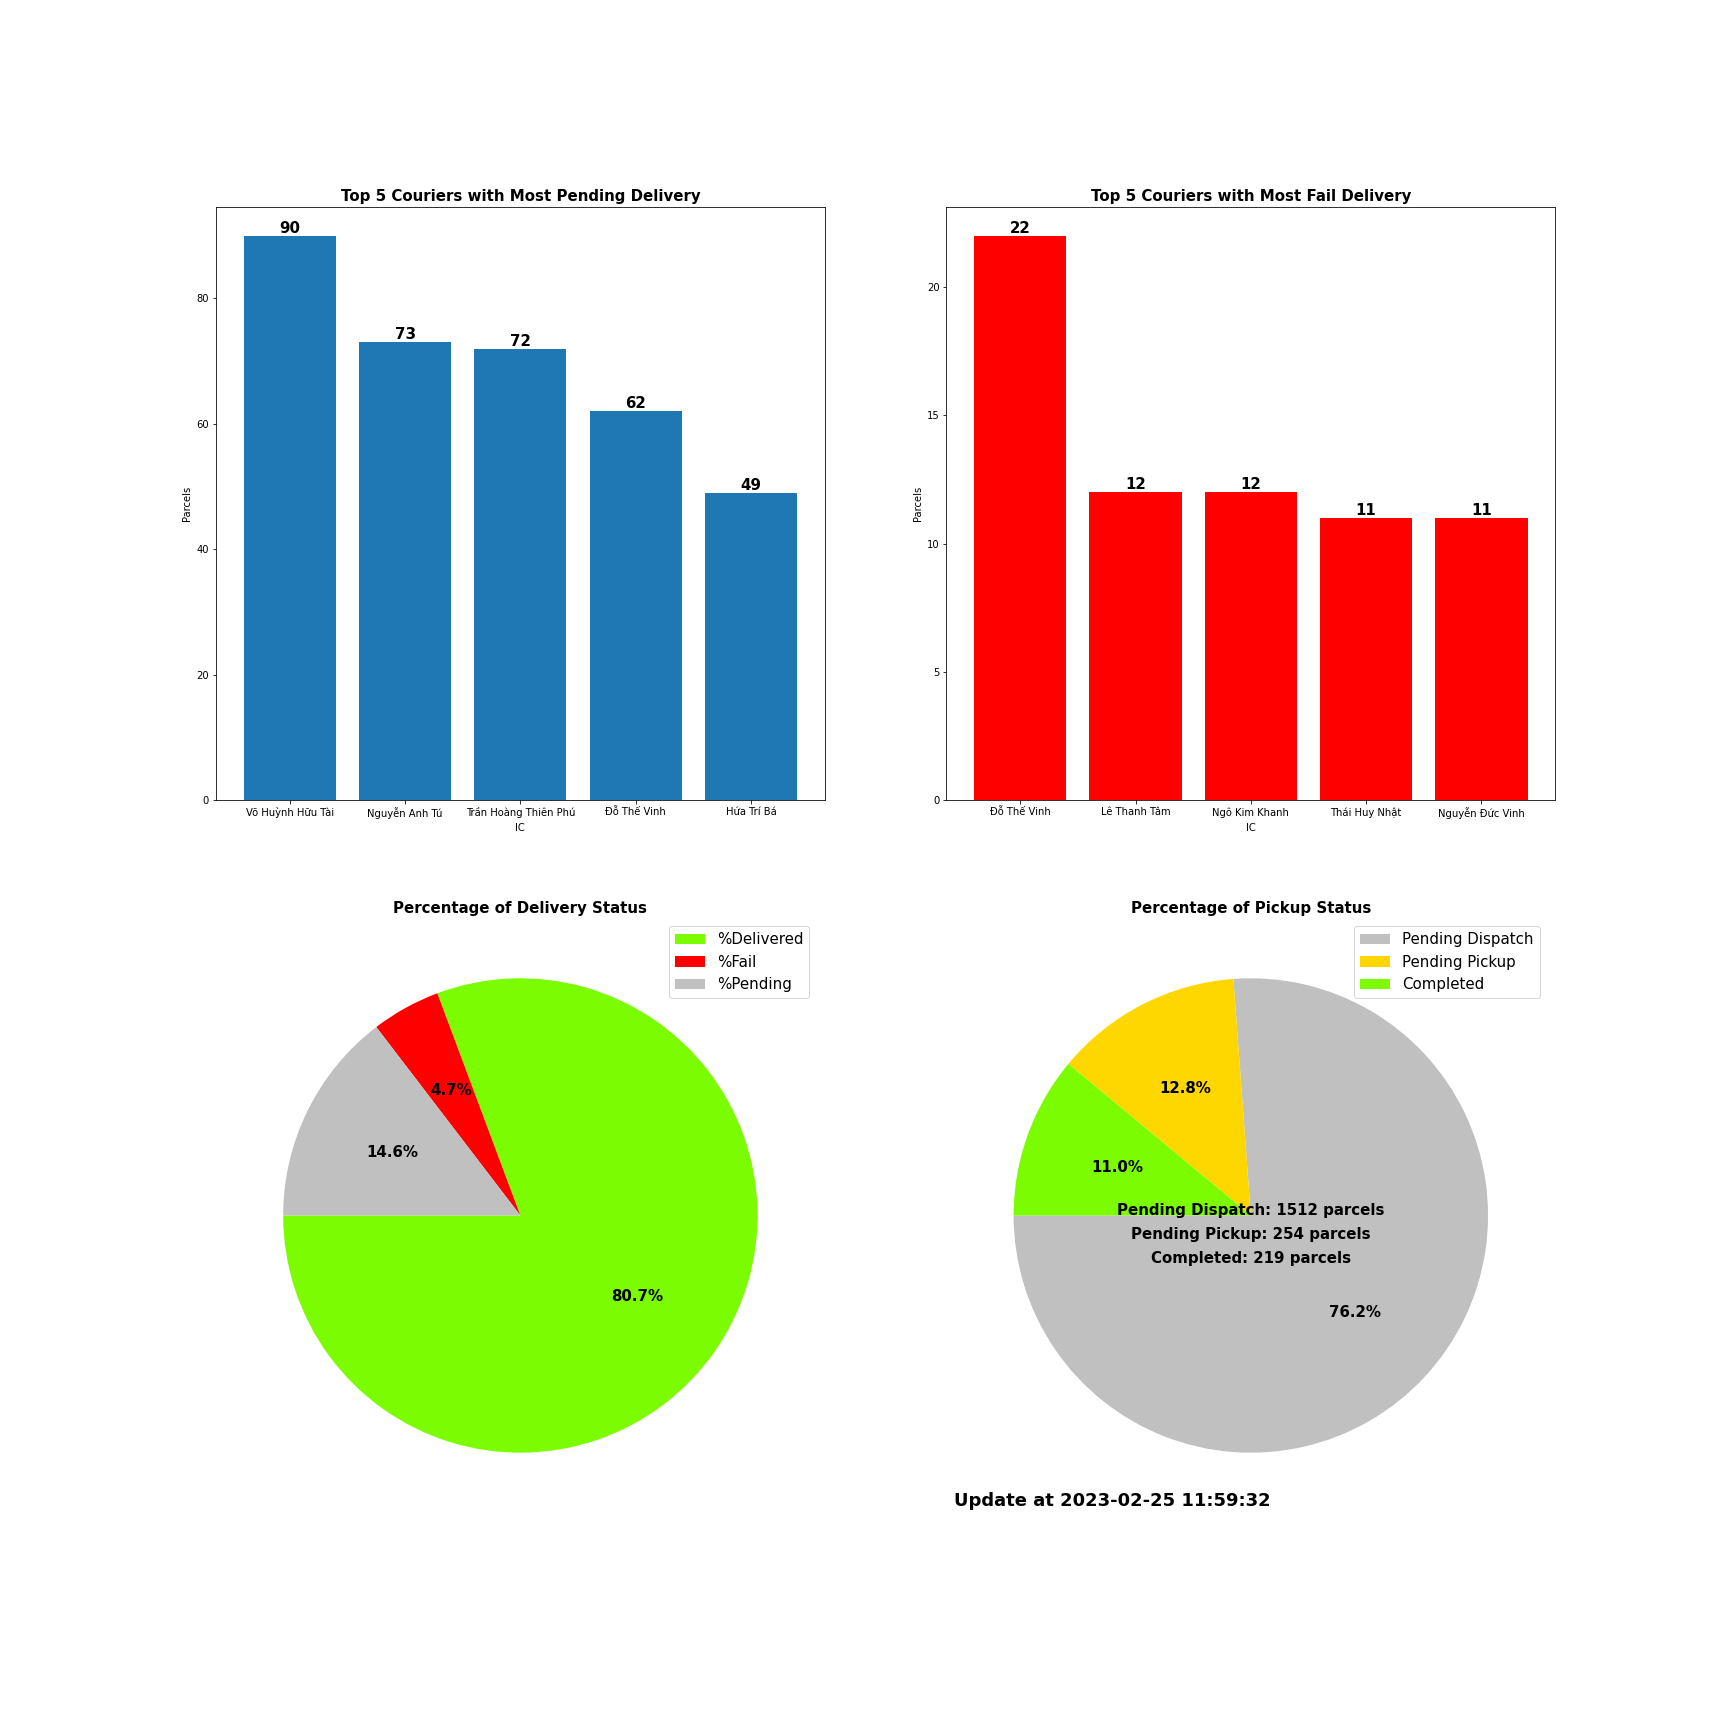 Top 5 Couriers with Most Pending Delivery
90
73
72
62
49
80
60
40
20
0
Parcels
Võ Huỳnh Hữu Tài
Nguyễn Anh Tú
Trần Hoàng Thiên Phú
Đỗ Thế Vinh
Hứa Trí Bá
IC
Top 5 Couriers with Most Fail Delivery
22
12
12
11
11
20
15
10
5
0
Parcels
Đỗ Thế Vinh
Lê Thanh Tâm
Ngô Kim Khanh
Thái Huy Nhật
Nguyễn Đức Vinh
IC
Percentage of Delivery Status
%Delivered
%Fail
%Pending
4.7%
14.6%
80.7%
Percentage of Pickup Status
Pending Dispatch
Pending Pickup
Completed
12.8%
11.0%
Pending Dispatch: 1512 parcels
Pending Pickup: 254 parcels
Completed: 219 parcels
76.2%
Update at 2023-02-25 11:59:32